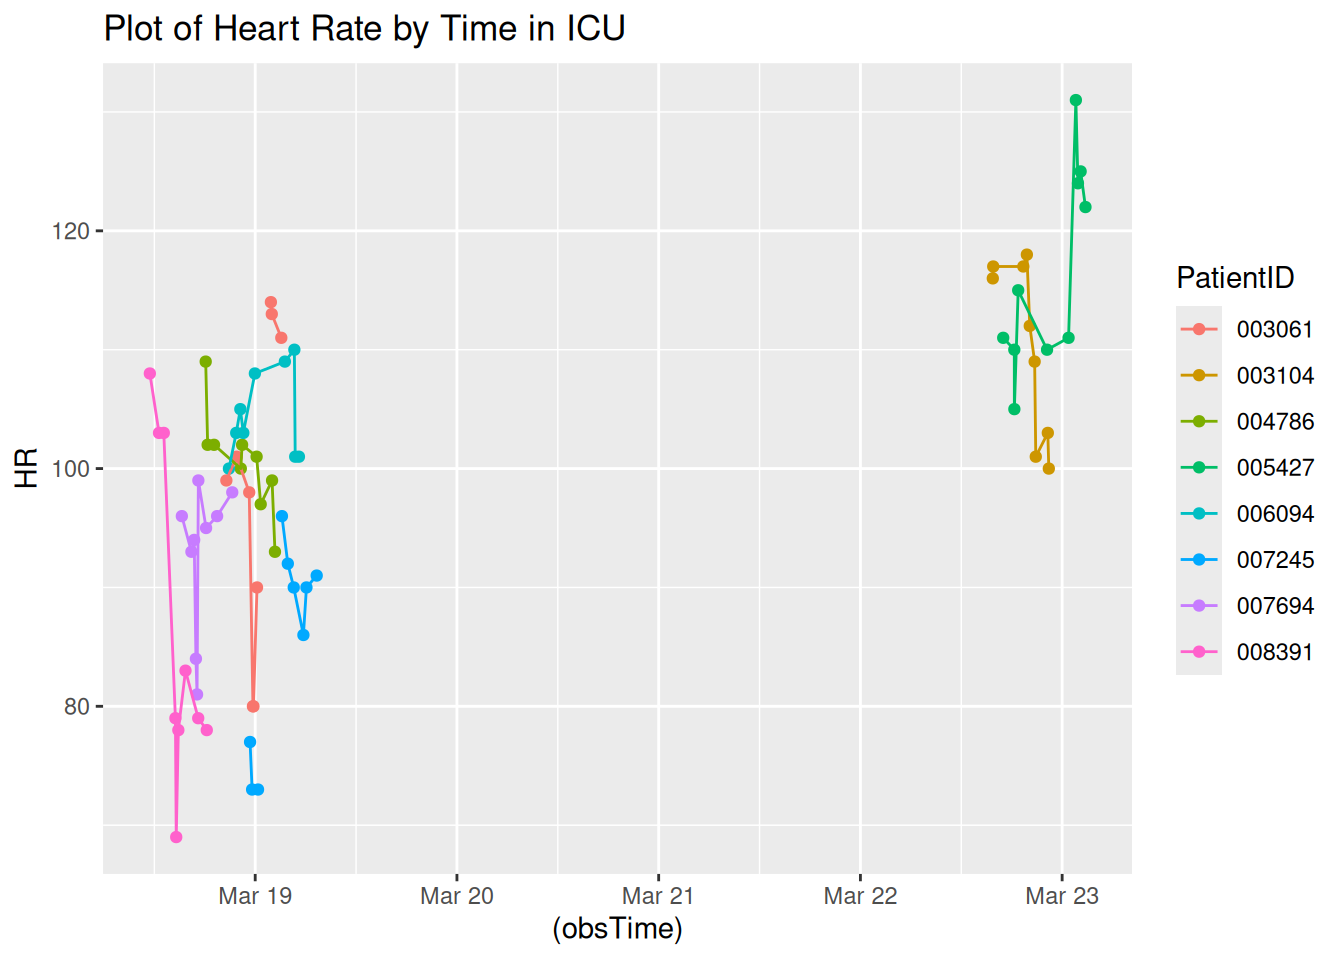 Plot of Heart Rate by Time in ICU
HR
120
100
80
Mar 19
Mar 20
Mar 21
Mar 22
Mar 23
(obsTime)
PatientID
003061
003104
004786
005427
006094
007245
007694
008391